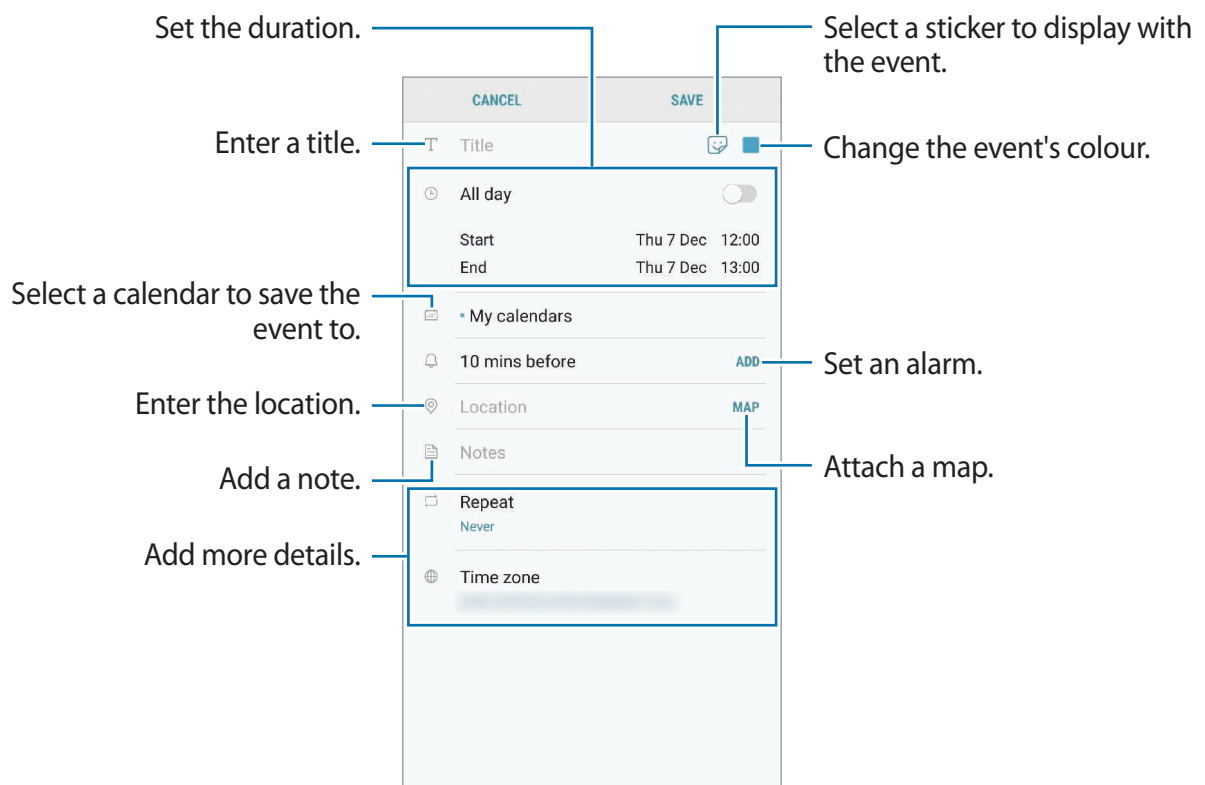 Set the duration.
Select a sticker to display with
the event.
CANCEL
SAVE
Enter a title.
Title
Change the event's colour.
All day
Start
Thu 7 Dec 12:00
End
Thu 7 Dec 13:00
Select a calendar to save the
event to.
My calendars
10 mins before
ADD
Set an alarm.
Enter the location.
Location
MAP
Add a note.
Notes
Attach a map.
Repeat
Never
Add more details.
Time zone